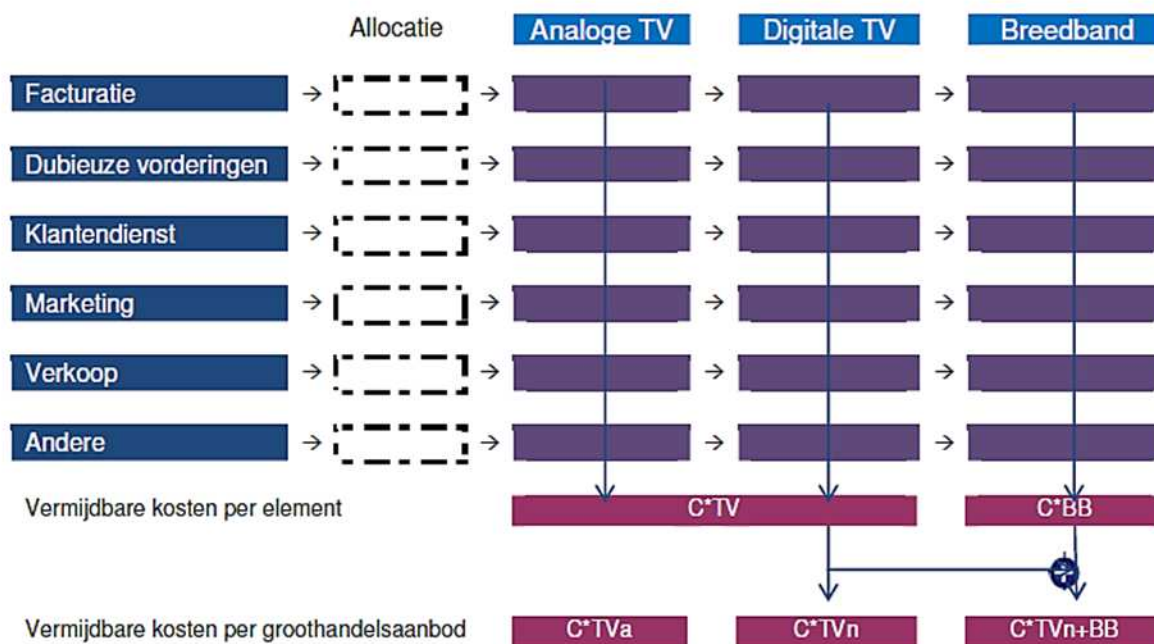 Allocatie Analoge TV Digitale TV Breedband
Facturatie
Dubieuze vorderingen
Klantendienst
Marketing
Verkoop
Andere
Vermijdbare kosten per element C*TV C*BB
Vermijdbare kosten per groothandelsaanbod C*TVa C*TVn C*TVn+BB